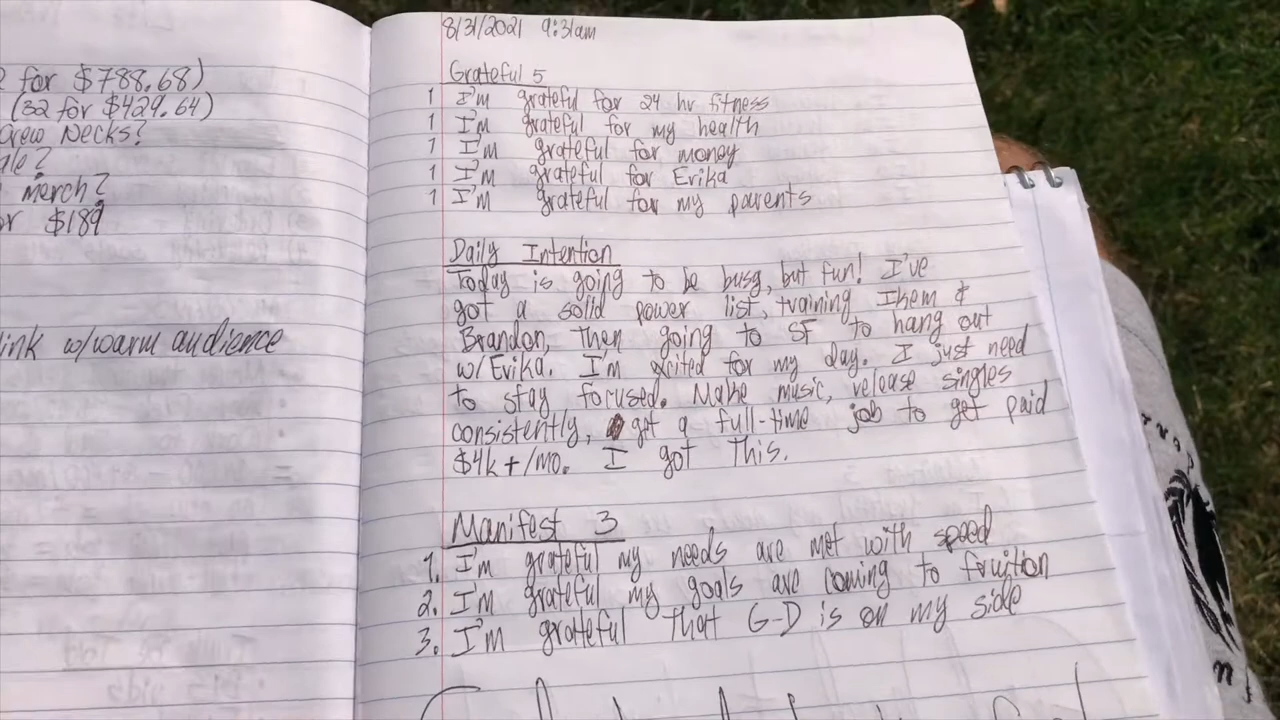 for $788.68)
(32 for $429.64)
Crew Necks?
merch?
$189
w/warm audience
8/31/2021 9:31am
Grateful 5
1 I'm grateful for 24 hr fitness
1 I'm grateful for my health
1 I'm grateful for money
1 I'm grateful for Erika
1 I'm grateful for my parents
Daily Intention
Today is going to be busy, but fun! I've
got a solid power list, training Ikem &
Brandon, Then going to SF to hang out
w/Erika. I'm excited for my day. I just need
to stay focused. Make music, release singles
consistently, get a full-time job to get paid
$4k+/mo. I got This.
Manifest 3
1. I'm grateful my needs are met with speed
2. I'm grateful my goals are coming to fruition
3. I'm grateful That G-D is on my side